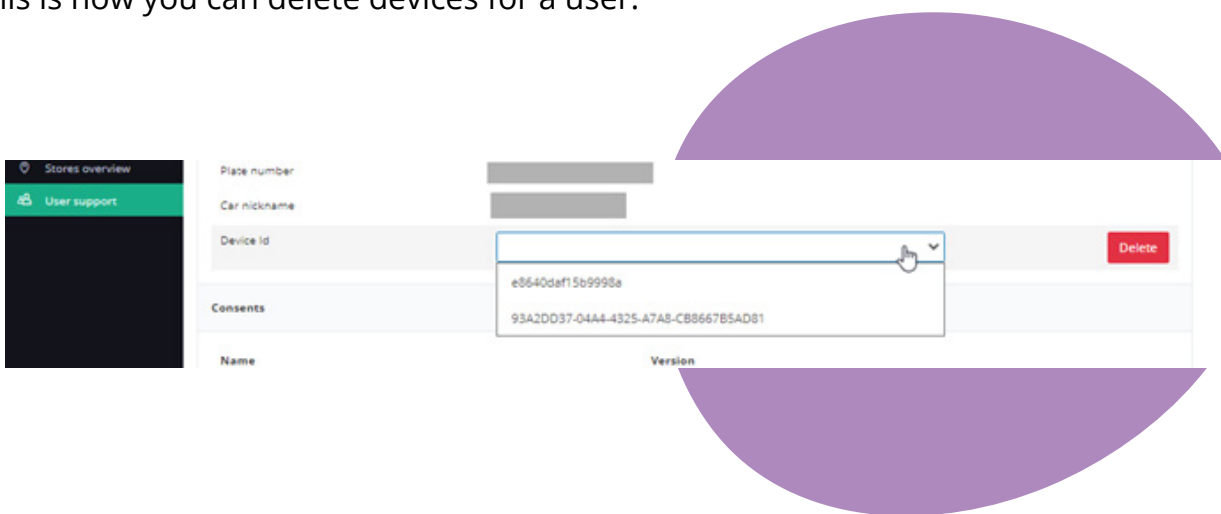 his is how you can delete devices for a user:
Stores overview
Plate number
User support
Car nickname
Device Id
Delete
e8640daf15b9998a
Consents
93A2DD37-04A4-4325-A7A8-CB8667B5AD81
Name Version